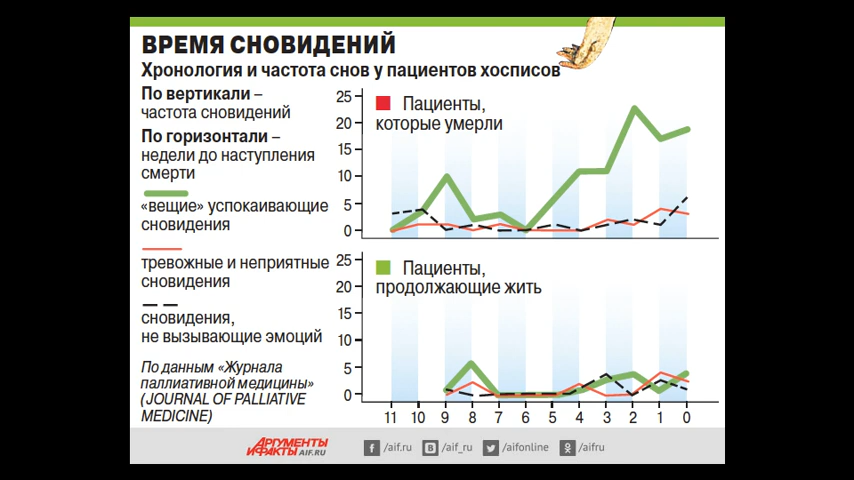 ВРЕМЯ СНОВИДЕНИЙ
Хронология и частота снов у пациентов хосписов
По вертикали –
частота сновидений
По горизонтали –
недели до наступления
смерти
«вещие» успокаивающие
сновидения
тревожные и неприятные
сновидения
сновидения,
не вызывающие эмоций
По данным «Журнала
паллиативной медицины»
(JOURNAL OF PALLIATIVE
MEDICINE)
25
20
15
10
5
0
Пациенты,
которые умерли
25
20
15
10
5
0
Пациенты,
продолжающие жить
11 10 9 8 7 6 5 4 3 2 1 0
АРГУМЕНТЫ
И ФАКТЫ AIF.RU
f /aif.ru
B /aif_ru
/aifonline
/aifru